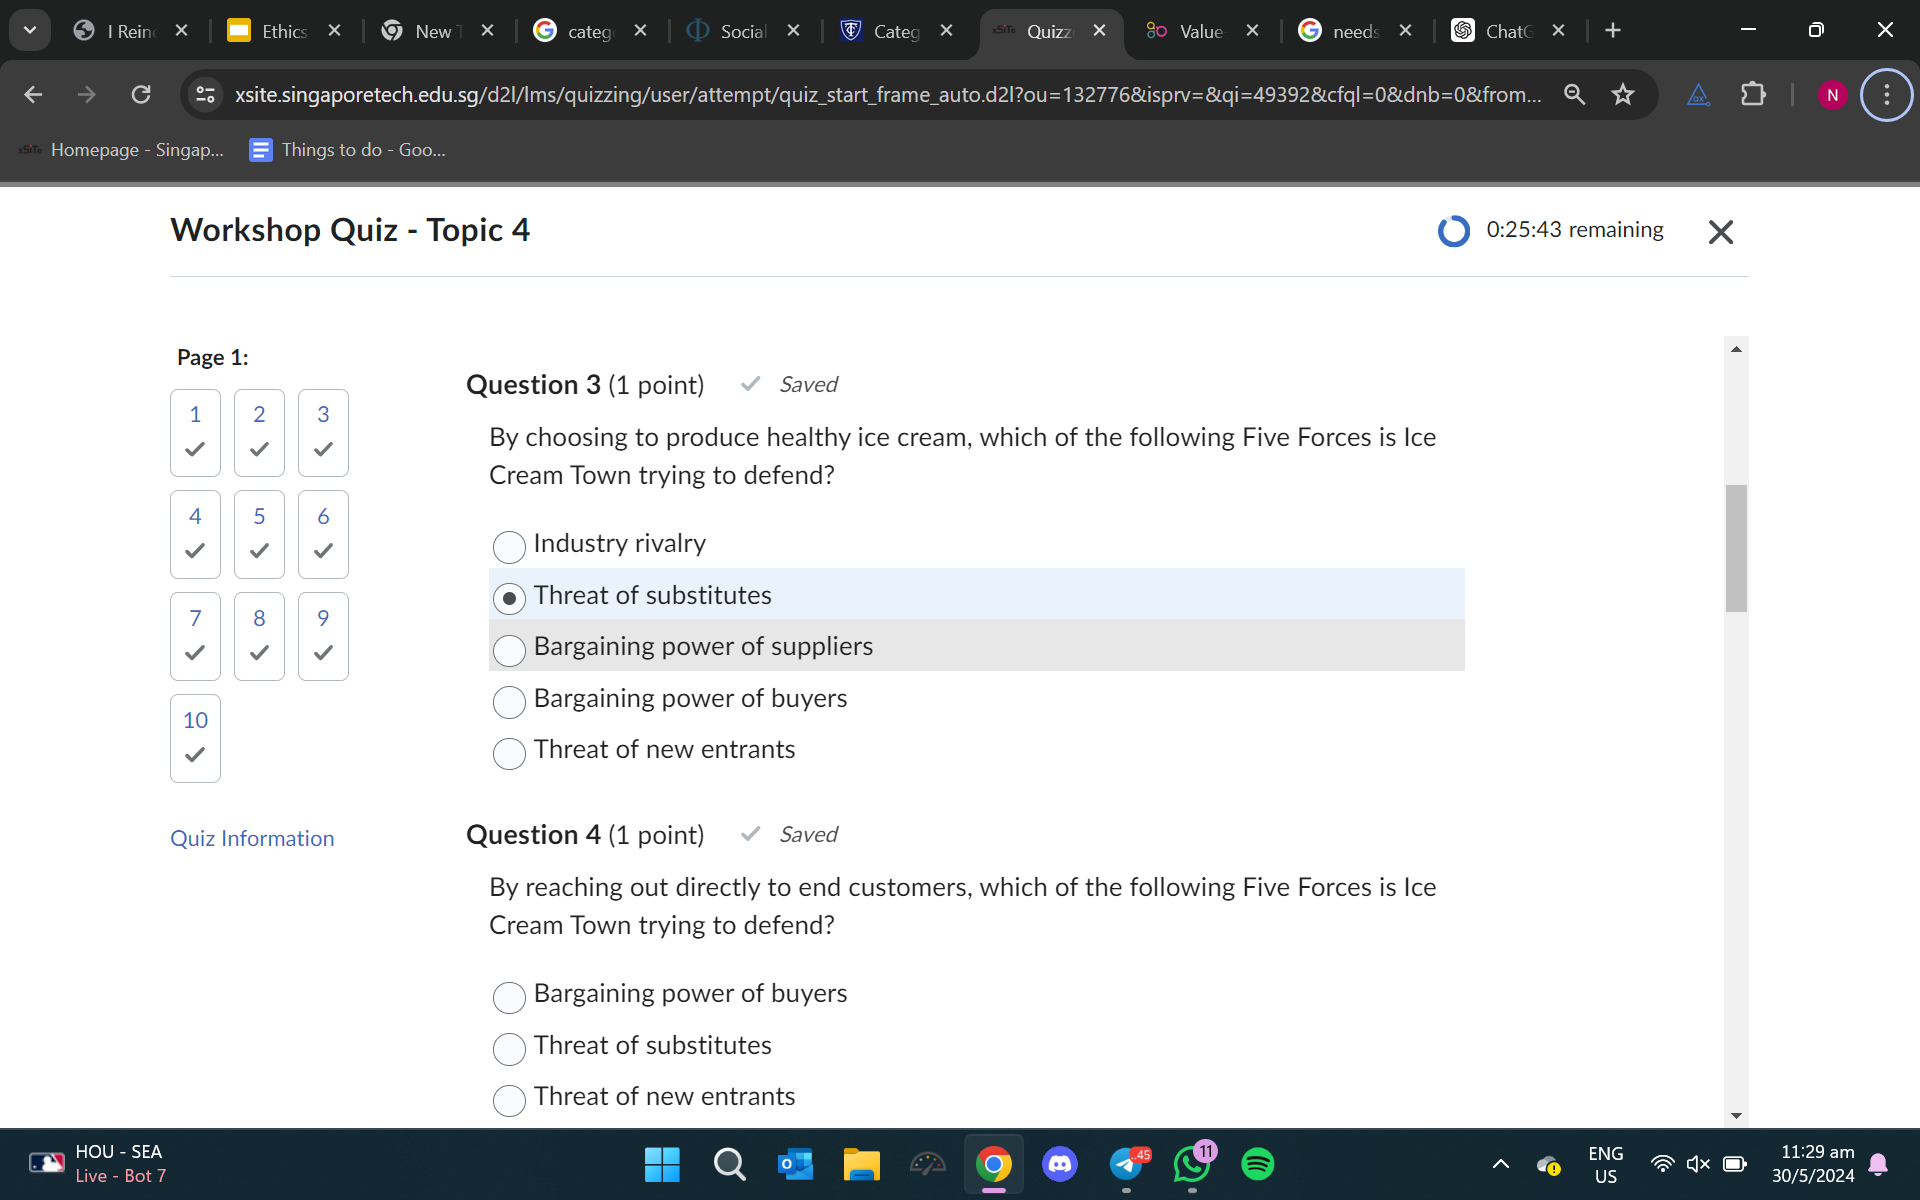 I Rein
Ethics
New T
categ
Social
Categ
Quizz
Value-
needs
ChatG
xsite.singaporetech.edu.sg/d2l/lms/quizzing/user/attempt/quiz_start_frame_auto.d2l?ou=132776&isprv=&qi=49392&cfql=0&dnb=0&from...
N
Homepage - Singap...
Things to do - Goo...
Workshop Quiz - Topic 4
0:25:43 remaining
Page 1:
1 2 3
4 5 6
7 8 9
10
Quiz Information
Question 3 (1 point) Saved
By choosing to produce healthy ice cream, which of the following Five Forces is Ice
Cream Town trying to defend?
Industry rivalry
Threat of substitutes
Bargaining power of suppliers
Bargaining power of buyers
Threat of new entrants
Question 4 (1 point) Saved
By reaching out directly to end customers, which of the following Five Forces is Ice
Cream Town trying to defend?
Bargaining power of buyers
Threat of substitutes
Threat of new entrants
HOU - SEA
Live - Bot 7
..45
11
ENG
US
11:29 am
30/5/2024